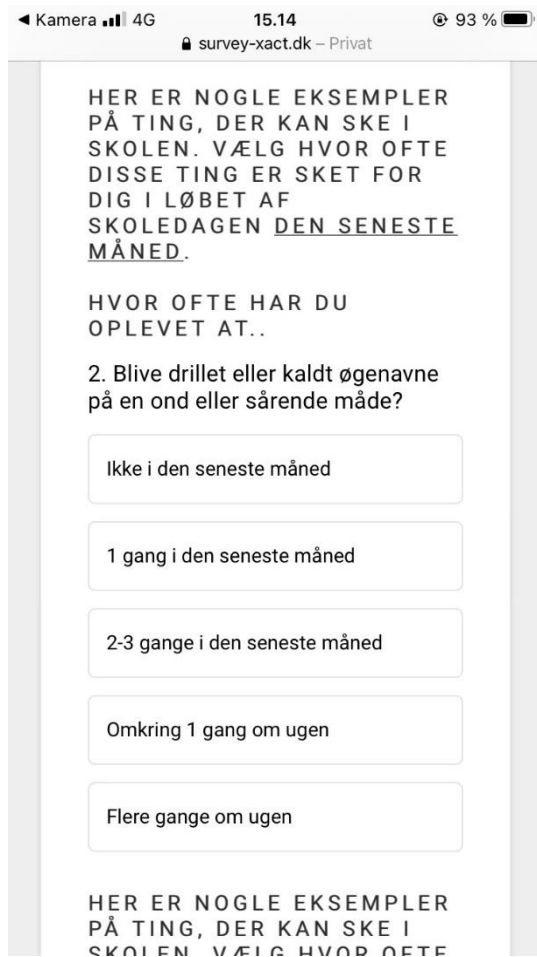 ◀ Kamera 4G 15.14 93 %
survey-xact.dk – Privat
HER ER NOGLE EKSEMPLER
PÅ TING, DER KAN SKE I
SKOLEN. VÆLG HVOR OFTE
DISSE TING ER SKET FOR
DIG I LØBET AF
SKOLEDAGEN DEN SENESTE
MÅNED.
HVOR OFTE HAR DU
OPLEVET AT..
2. Blive drillet eller kaldt øgenavne
på en ond eller sårende måde?
Ikke i den seneste måned
1 gang i den seneste måned
2-3 gange i den seneste måned
Omkring 1 gang om ugen
Flere gange om ugen
HER ER NOGLE EKSEMPLER
PÅ TING, DER KAN SKE I
SKOLEN. VÆLG HVOR OFTE